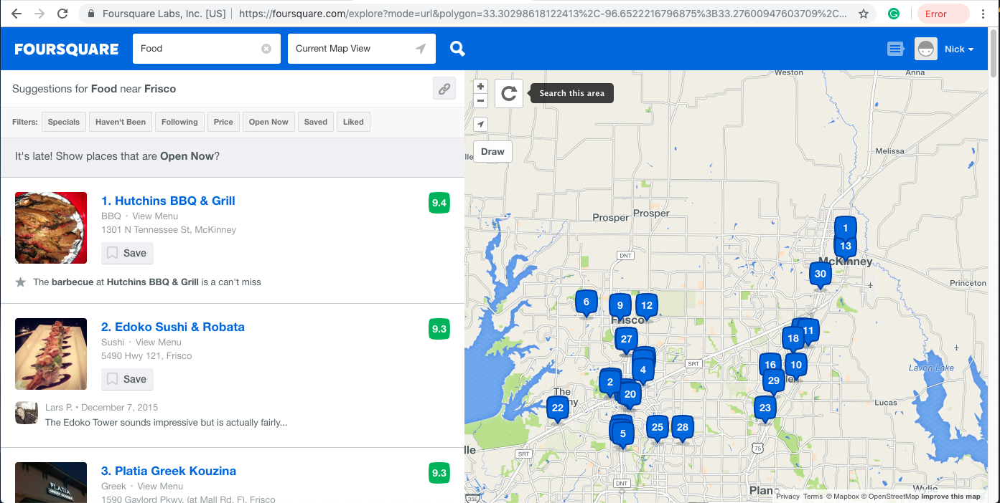 Foursquare Labs, Inc. [US]
https://foursquare.com/explore?mode=url&polygon=33.30298618122413%2C-96.6522216796875%3B33.27600947603709%2C...
Error
FOURSQUARE
Food
Current Map View
Nick
Suggestions for Food near Frisco
Filters:
Specials
Haven't Been
Following
Price
Open Now
Saved
Liked
It's late! Show places that are Open Now?
1. Hutchins BBQ & Grill
9.4
BBQ • View Menu
1301 N Tennessee St, McKinney
Save
The barbecue at Hutchins BBQ & Grill is a can't miss
2. Edoko Sushi & Robata
9.3
Sushi • View Menu
5490 Hwy 121, Frisco
Save
Lars P. • December 7, 2015
The Edoko Tower sounds impressive but is actually fairly...
3. Platia Greek Kouzina
9.3
Greek • View Menu
1590 Gaylord Pkwy. (at Mall Rd. F), Frisco
PLATIA
+
−
Search this area
Draw
Weston
Anna
Melissa
Prosper
Prosper
DNT
1
13
McKinney
30
Princeton
6
9
12
Frisco
27
11
18
4
SRT
16
10
Lavon Lake
2
29
20
The
22
23
Lucas
25
28
5
75
SRT
DNT
35E
Wylie
Privacy Terms © Mapbox © OpenStreetMap Improve this map